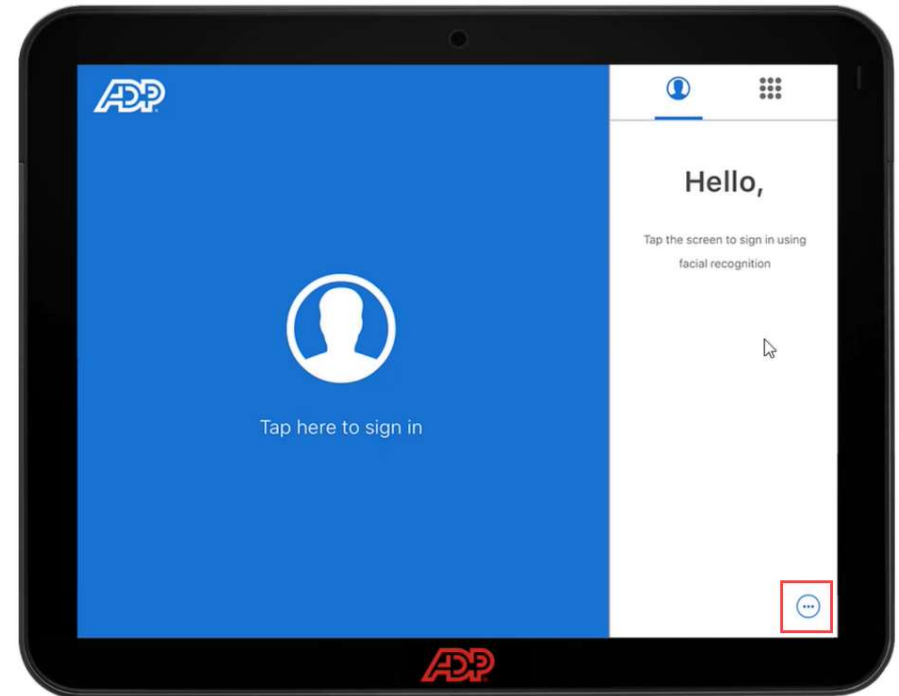 ADP
Hello,
Tap the screen to sign in using
facial recognition
Tap here to sign in
ADP